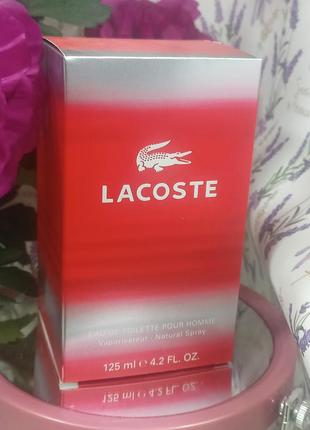 LACOSTE
EAU DE TOILETTE POUR HOMME
Vaporisateur - Natural Spray
125 ml e 4.2 FL. OZ.